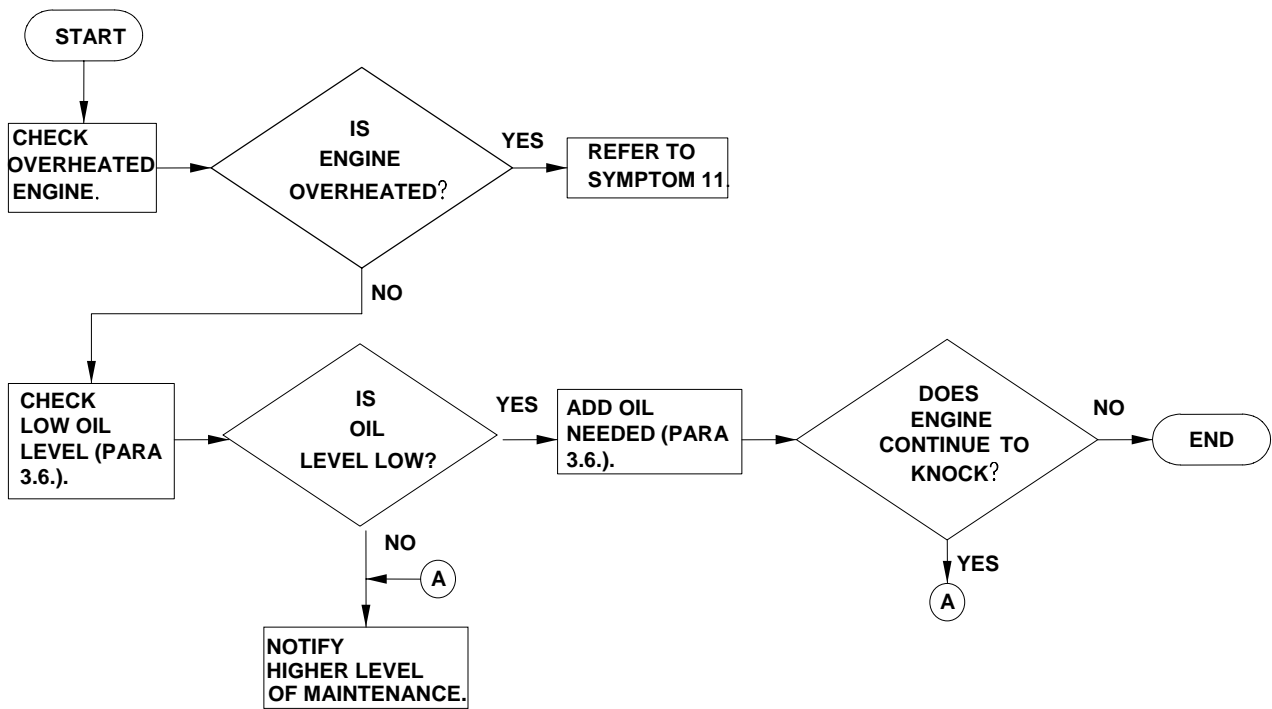 START
CHECK
OVERHEATED
ENGINE.
IS
ENGINE
OVERHEATED?
YES
REFER TO
SYMPTOM 11.
NO
CHECK
LOW OIL
LEVEL (PARA
3.6.).
IS
OIL
LEVEL LOW?
YES
ADD OIL
NEEDED (PARA
3.6.).
DOES
ENGINE
CONTINUE TO
KNOCK?
NO
END
YES
A
NO
A
NOTIFY
HIGHER LEVEL
OF MAINTENANCE.